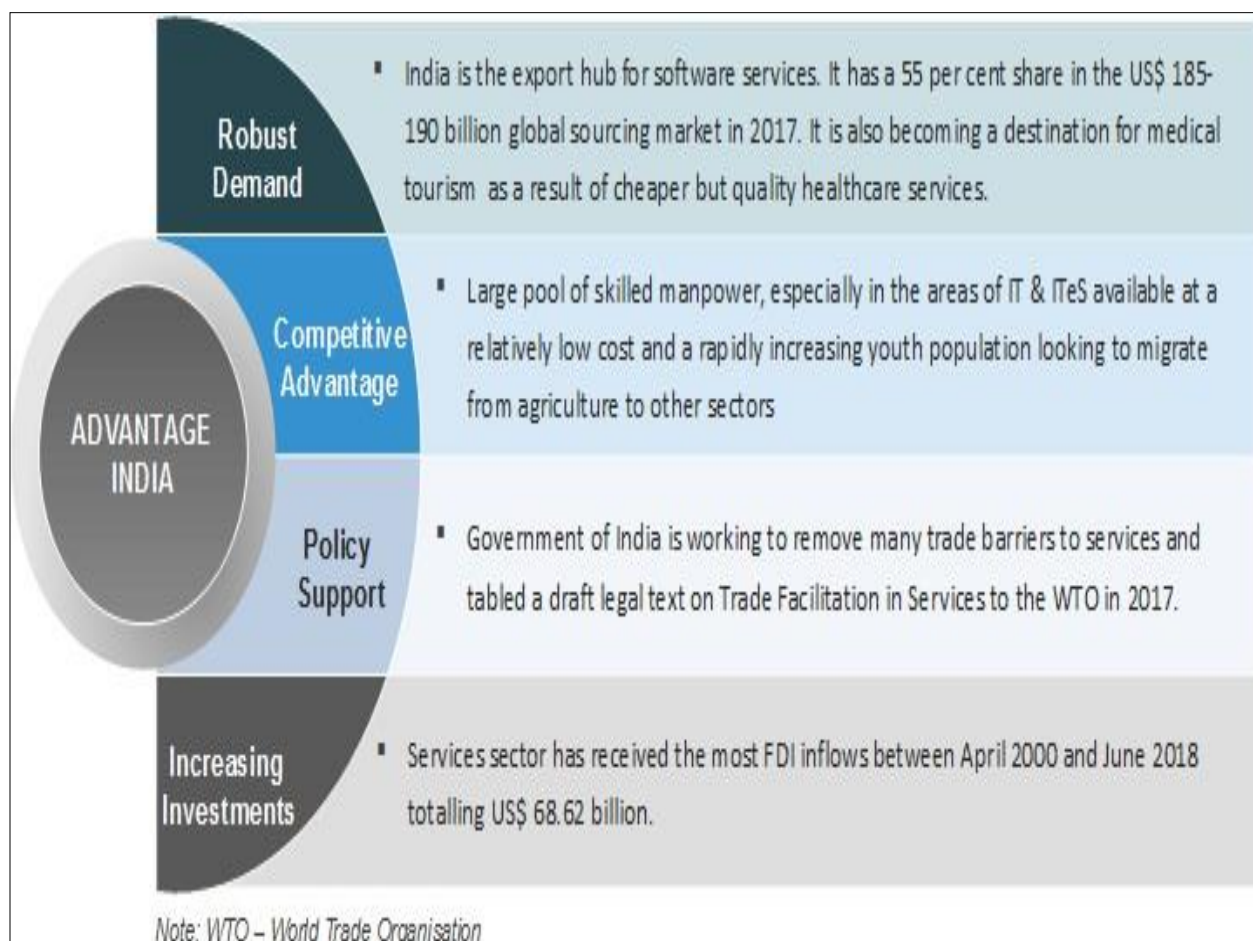 Robust
Demand
▪ India is the export hub for software services. It has a 55 per cent share in the US$ 185-
190 billion global sourcing market in 2017. It is also becoming a destination for medical
tourism as a result of cheaper but quality healthcare services.
ADVANTAGE
INDIA
Competitive
Advantage
▪ Large pool of skilled manpower, especially in the areas of IT & ITeS available at a
relatively low cost and a rapidly increasing youth population looking to migrate
from agriculture to other sectors
Policy
Support
▪ Government of India is working to remove many trade barriers to services and
tabled a draft legal text on Trade Facilitation in Services to the WTO in 2017.
Increasing
Investments
▪ Services sector has received the most FDI inflows between April 2000 and June 2018
totalling US$ 68.62 billion.
Note: WTO – World Trade Organisation